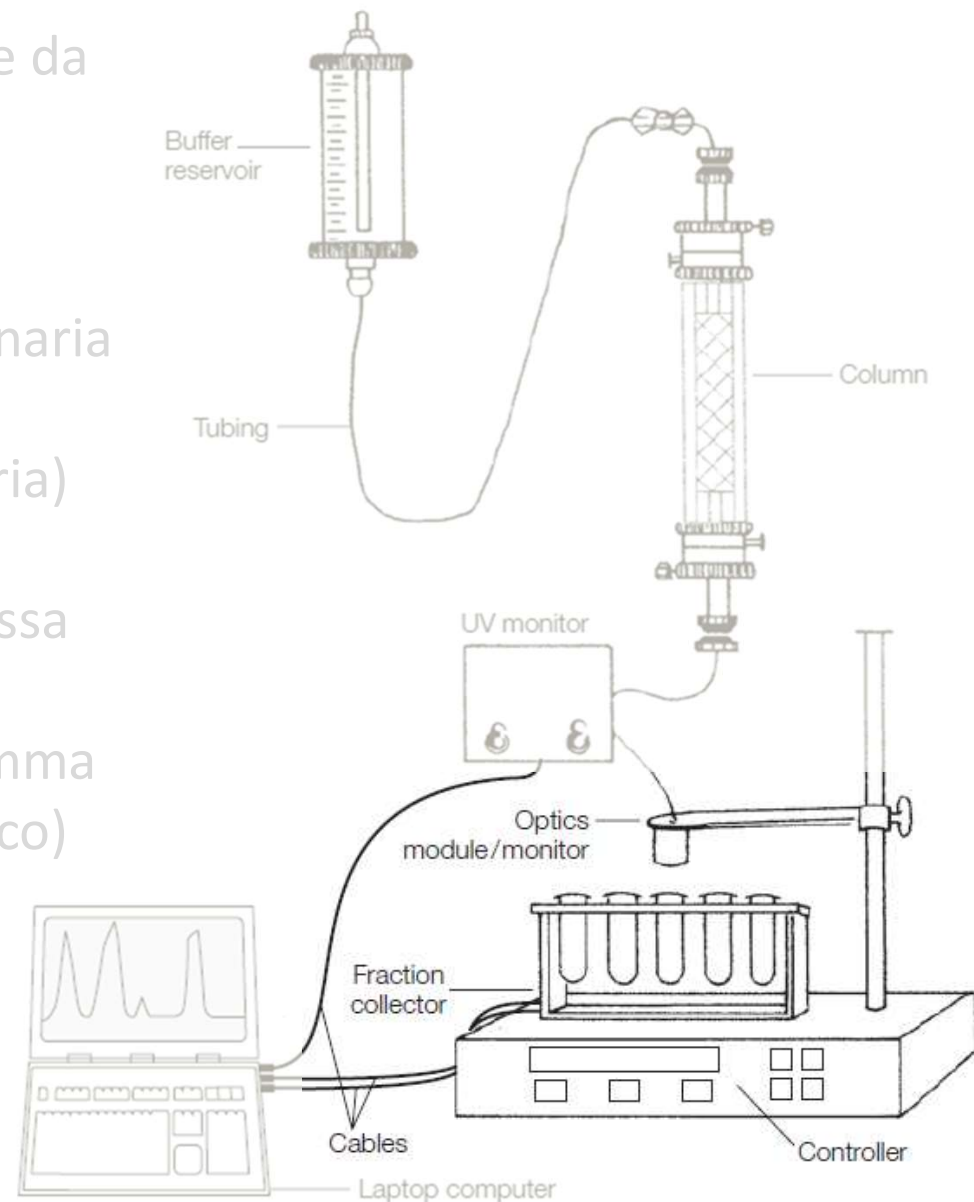 e da
Buffer
reservoir
naria
Column
Tubing
ria)
ssa
UV monitor
mma
Optics
module/monitor
co)
Fraction
collector
Cables
Controller
Laptop computer